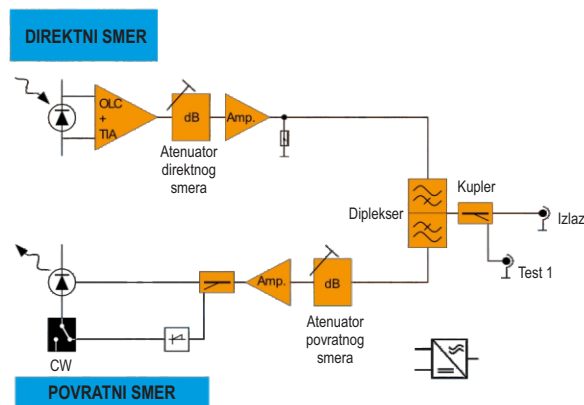 DIREKTNI SMER
OLC
+
TIA
dB
Amp.
Atenuator
direktnog
smera
Diplekser
Kupler
Izlaz
Test 1
Amp.
dB
Atenuator
povratnog
smera
CW
POVRATNI SMER